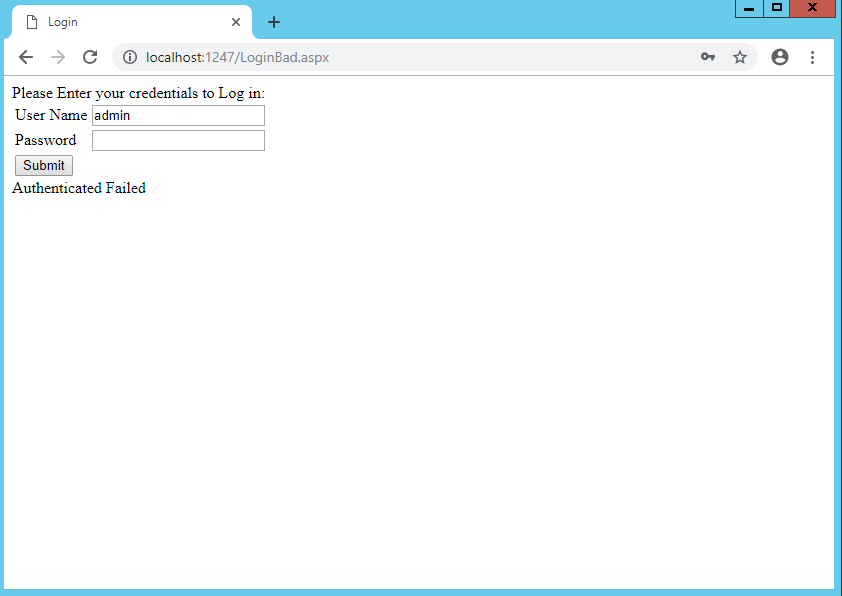 Login
localhost:1247/LoginBad.aspx
Please Enter your credentials to Log in:
User Name admin
Password
Submit
Authenticated Failed